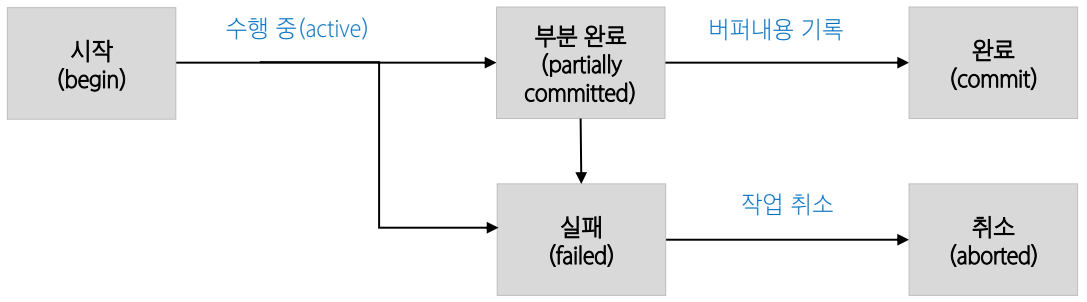 수행 중(active)
버퍼내용 기록
시작
(begin)
부분 완료
(partially
committed)
완료
(commit)
작업 취소
실패
(failed)
취소
(aborted)